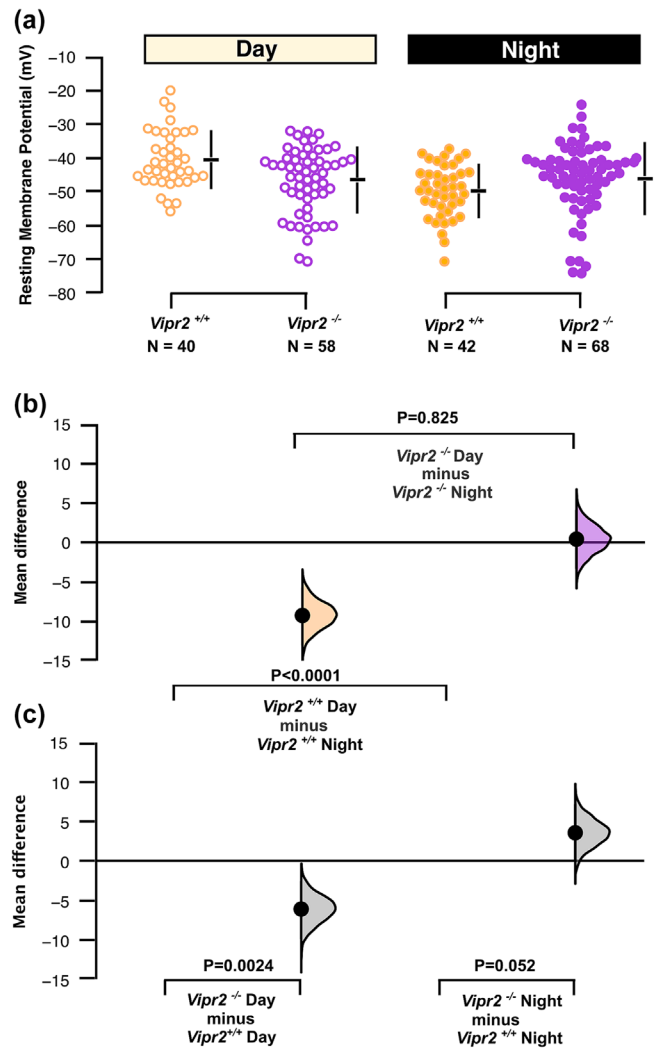 (a)
Day
Night
Resting Membrane Potential (mV)
−10
−20
−30
−40
−50
−60
−70
−80
Vipr2 +/+
Vipr2 -/-
Vipr2 +/+
Vipr2 -/-
N = 40
N = 58
N = 42
N = 68
(b)
Mean difference
15
10
5
0
−5
−10
−15
P=0.825
Vipr2 -/- Day
minus
Vipr2 -/- Night
P<0.0001
Vipr2 +/+ Day
minus
Vipr2 +/+ Night
(c)
Mean difference
15
10
5
0
−5
−10
−15
P=0.0024
Vipr2 -/- Day
minus
Vipr2+/+ Day
P=0.052
Vipr2 -/- Night
minus
Vipr2 +/+ Night